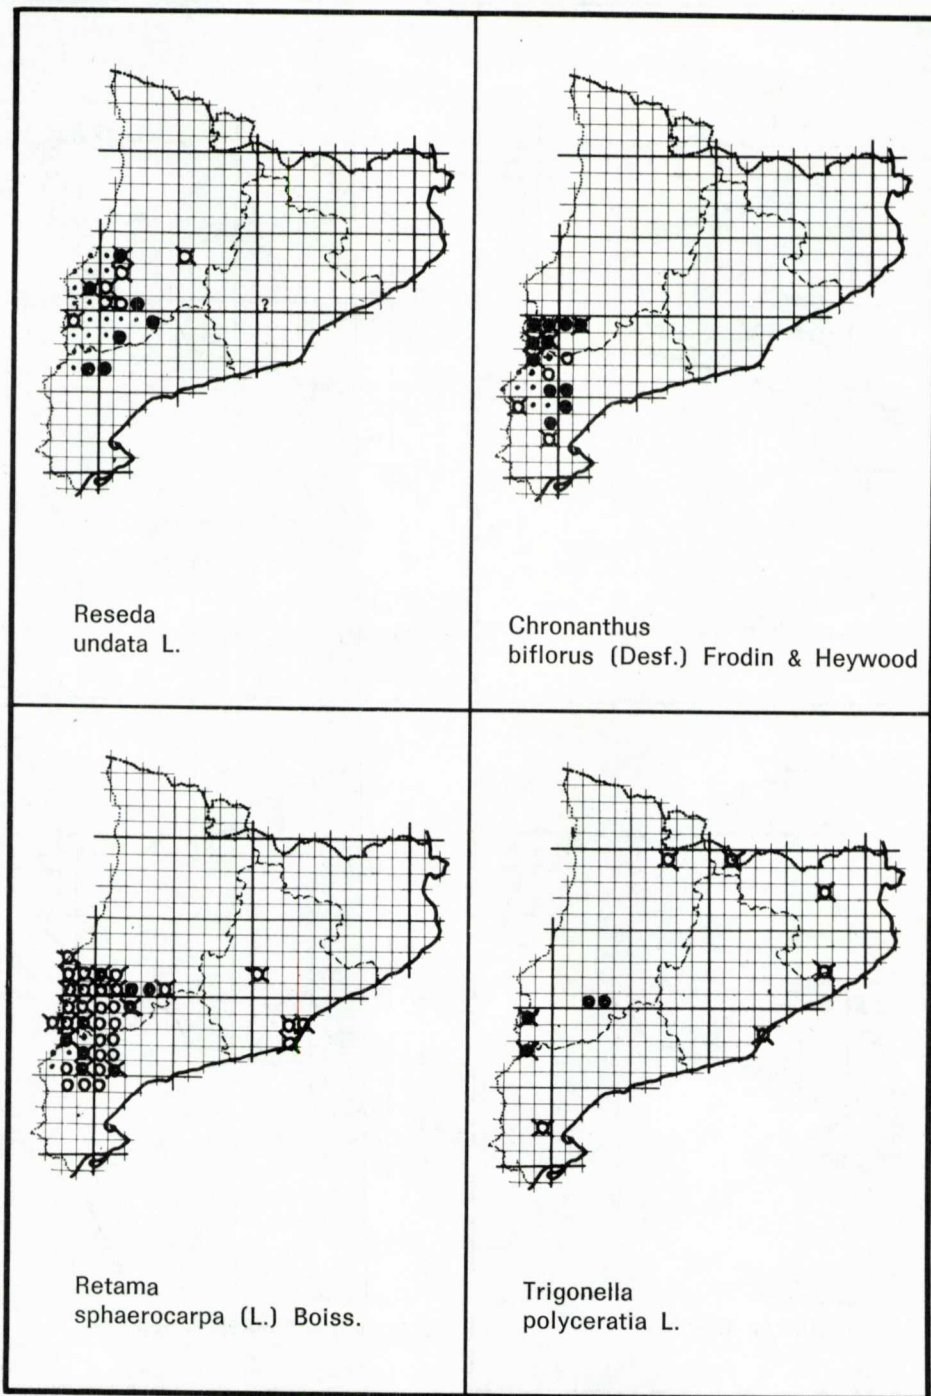 ?
Reseda
undata L.
Chronanthus
biflorus (Desf.) Frodin & Heywood
Retama
sphaerocarpa (L.) Boiss.
Trigonella
polyceratia L.